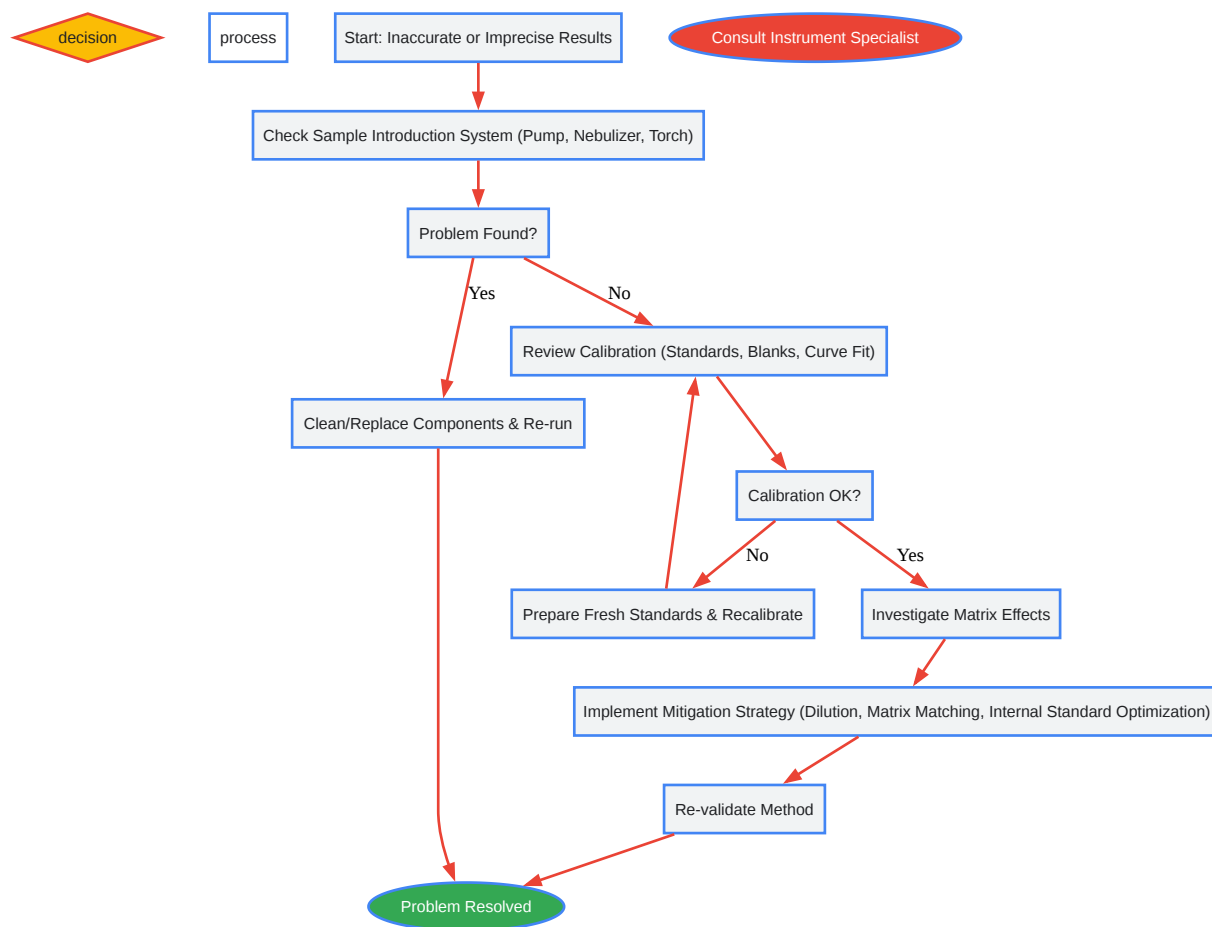 decision
process
Start: Inaccurate or Imprecise Results
Consult Instrument Specialist
Check Sample Introduction System (Pump, Nebulizer, Torch)
Problem Found?
Yes
No
Review Calibration (Standards, Blanks, Curve Fit)
Clean/Replace Components & Re-run
Calibration OK?
No
Yes
Prepare Fresh Standards & Recalibrate
Investigate Matrix Effects
Implement Mitigation Strategy (Dilution, Matrix Matching, Internal Standard Optimization)
Re-validate Method
Problem Resolved